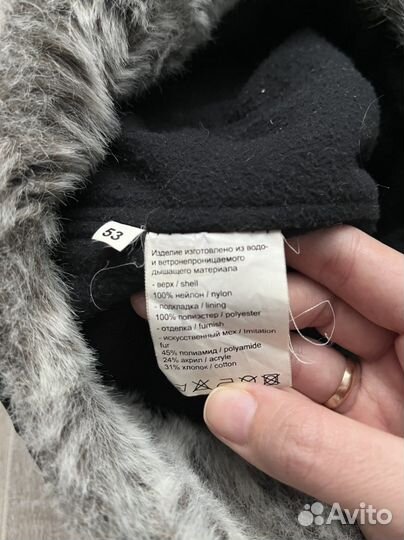 53
Изделие изготовлено из водо-
и ветронепроницаемого
дышащего материала
- верх / shell
100% нейлон / nylon
- подкладка / lining
100% полиэстер / polyester
- отделка / furnish
- искусственный мех / Imitation
fur
45% полиамид / polyamide
24% акрил / acryle
31% хлопок / cotton
Avito